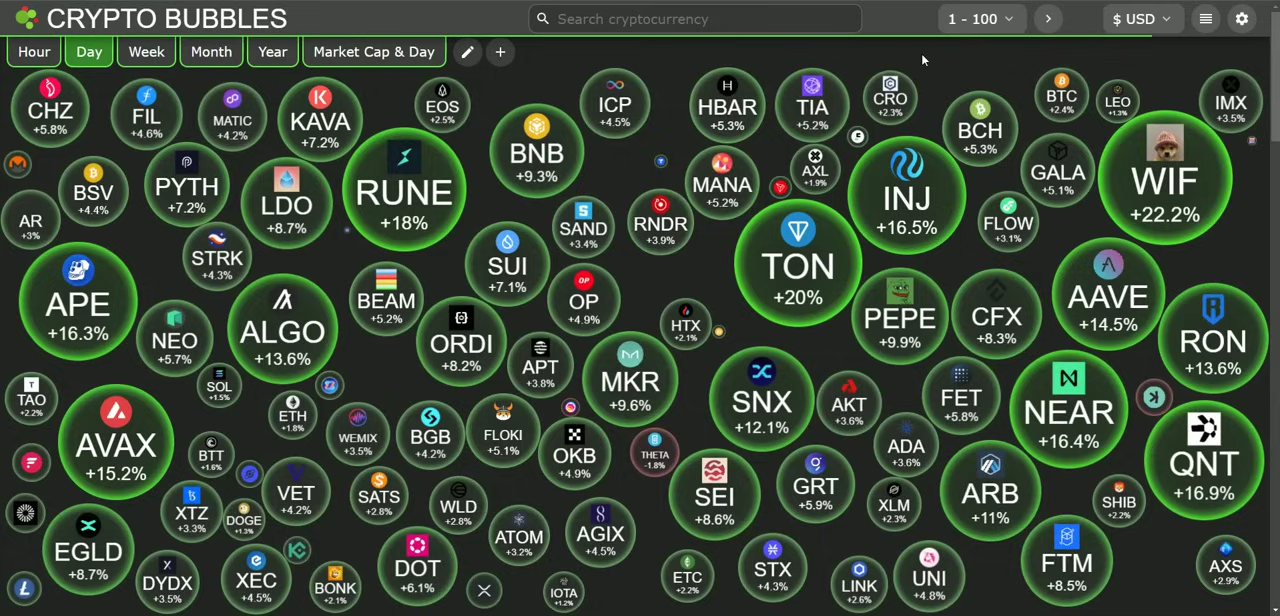 CRYPTO BUBBLES
Search cryptocurrency
1 - 100
$ USD
Hour
Day
Week
Month
Year
Market Cap & Day
CHZ
+5.8%
FIL
+4.6%
MATIC
+4.2%
KAVA
+7.2%
EOS
+2.5%
BNB
+9.3%
ICP
+4.5%
HBAR
+5.3%
TIA
+5.2%
CRO
+2.3%
BCH
+5.3%
BTC
+2.4%
LEO
+1.3%
IMX
+3.5%
BSV
+4.4%
PYTH
+7.2%
LDO
+8.7%
RUNE
+18%
MANA
+5.2%
AXL
+1.9%
INJ
+16.5%
GALA
+5.1%
WIF
+22.2%
AR
+3%
STRK
+4.3%
SUI
+7.1%
SAND
+3.4%
RNDR
+3.9%
TON
+20%
FLOW
+3.1%
APE
+16.3%
NEO
+5.7%
ALGO
+13.6%
BEAM
+5.2%
ORDI
+8.2%
OP
+4.9%
OP
HTX
+2.1%
PEPE
+9.9%
CFX
+8.3%
AAVE
+14.5%
RON
+13.6%
TAO
+2.2%
SOL
+1.5%
ETH
+1.8%
APT
+3.8%
MKR
+9.6%
SNX
+12.1%
AKT
+3.6%
FET
+5.8%
NEAR
+16.4%
AVAX
+15.2%
BTT
+1.6%
WEMIX
+3.5%
BGB
+4.2%
FLOKI
+5.1%
OKB
+4.9%
THETA
-1.8%
ADA
+3.6%
QNT
+16.9%
XTZ
+3.3%
DOGE
+1.3%
VET
+4.2%
SATS
+2.8%
WLD
+2.8%
SEI
+8.6%
GRT
+5.9%
XLM
+2.3%
ARB
+11%
SHIB
+2.2%
EGLD
+8.7%
DYDX
+3.5%
XEC
+4.5%
BONK
+2.1%
DOT
+6.1%
ATOM
+3.2%
AGIX
+4.5%
IOTA
+1.2%
ETC
+2.2%
STX
+4.3%
LINK
+2.6%
UNI
+4.8%
FTM
+8.5%
AXS
+2.9%